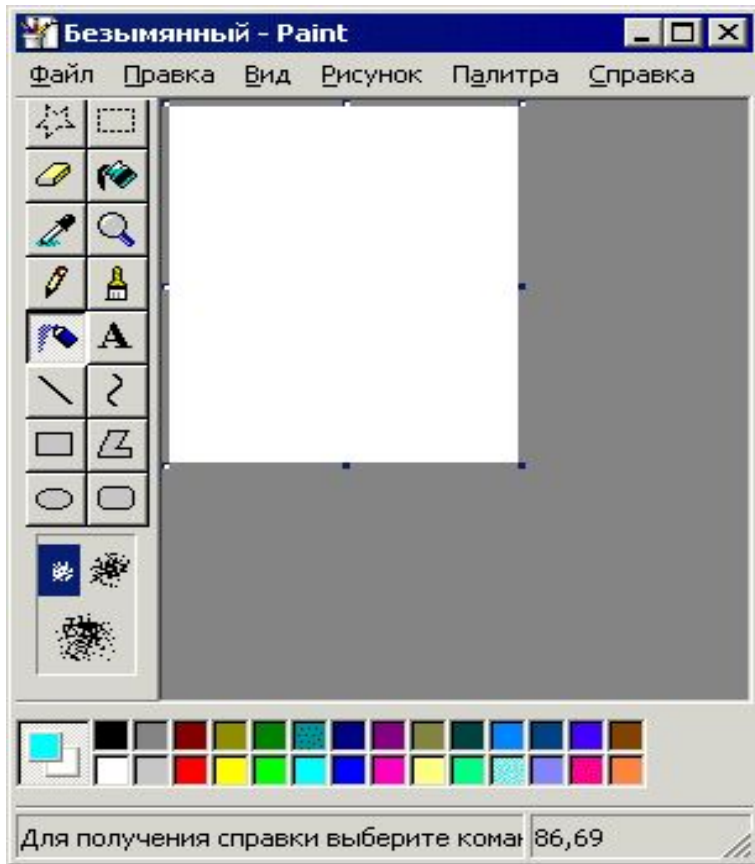 Безымянный - Paint
Файл Правка Вид Рисунок Палитра Справка
A
Для получения справки выберите коман 86,69